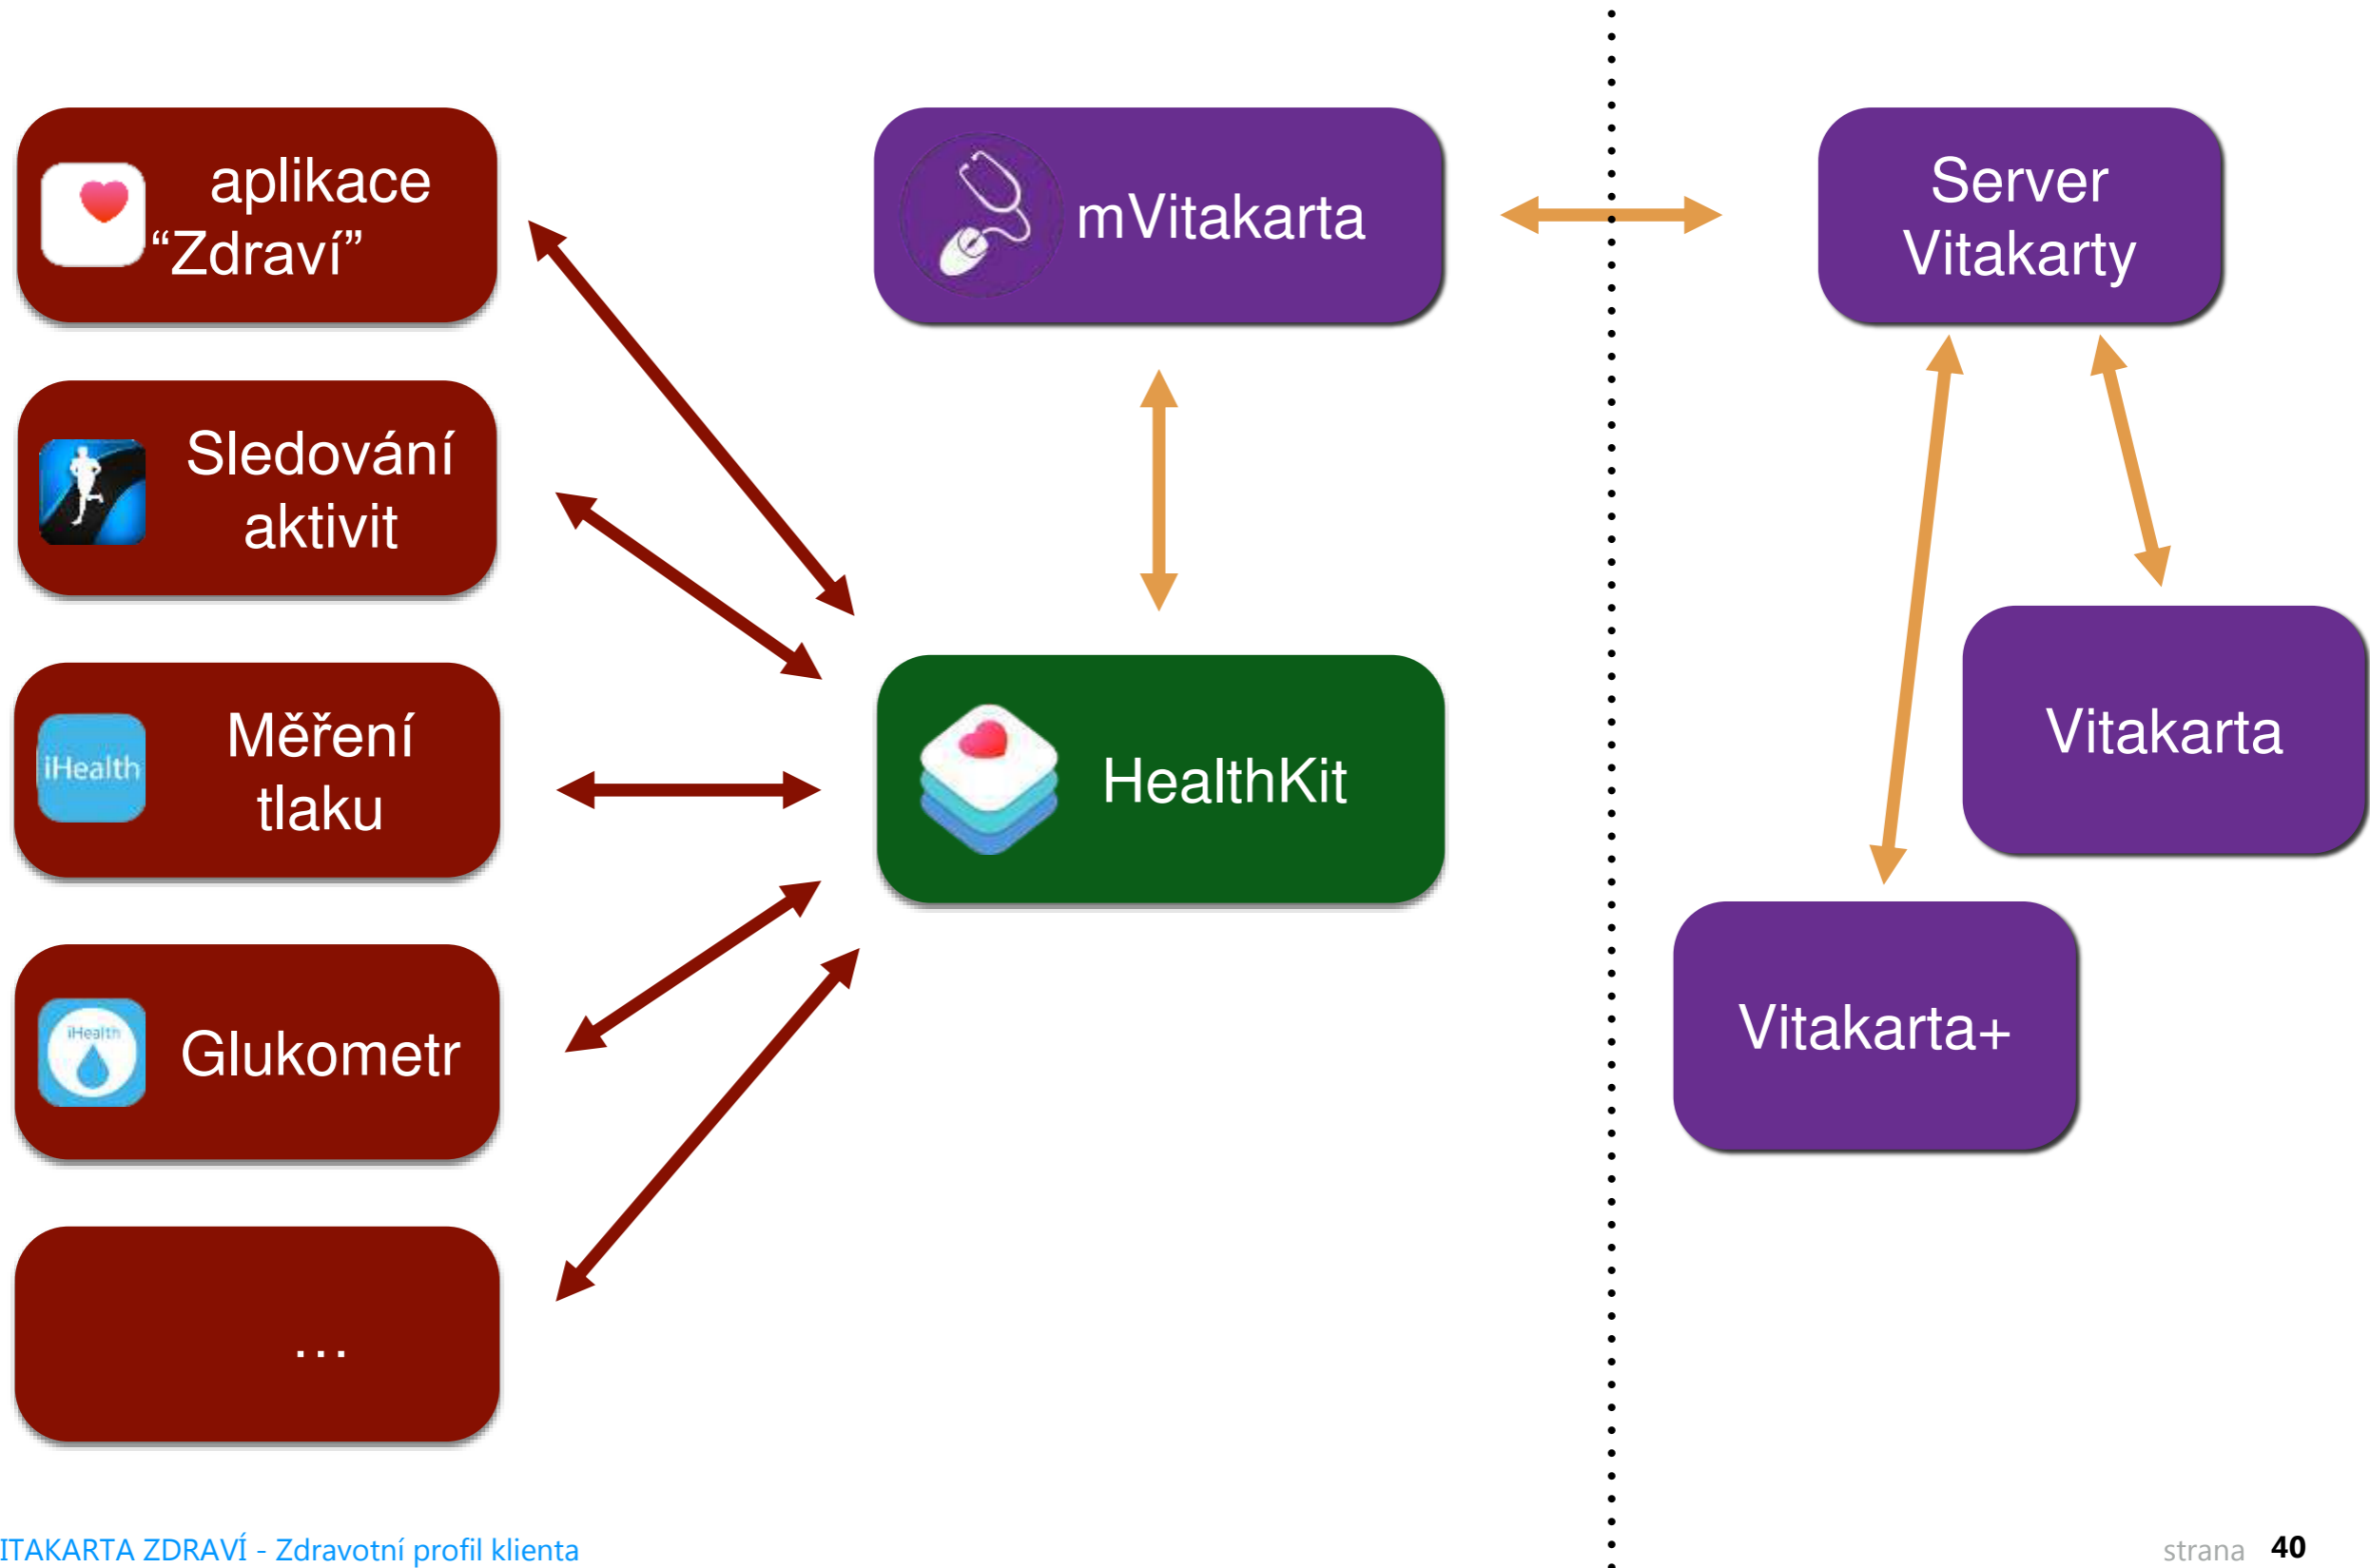 aplikace
“Zdraví”
mVitakarta
Server
Vitakarty
Sledování
aktivit
iHealth
Měření
tlaku
HealthKit
Vitakarta
iHealth
Glukometr
Vitakarta+
…
ITAKARTA ZDRAVÍ - Zdravotní profil klienta
strana 40